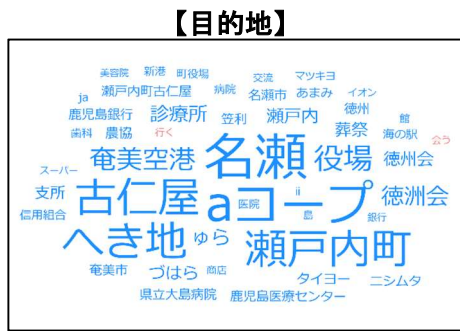 【目的地】
美容院 新港 町役場 交流 マツキヨ
ja 瀬戸内町古仁屋 病院 名瀬市 あまみ イオン
鹿児島銀行 診療所 笠利 瀬戸内 徳州 館
歯科 農協 行く 葬祭 海の駅 会う
スーパー 奄美空港 名瀬 役場 徳州会
支所 古仁屋 aコープ 医院 ii 島 徳洲会
信用組合 銀行
へき地 ゅら 瀬戸内町
奄美市 づはら 商店 タイヨー ニシムタ
県立大島病院 鹿児島医療センター